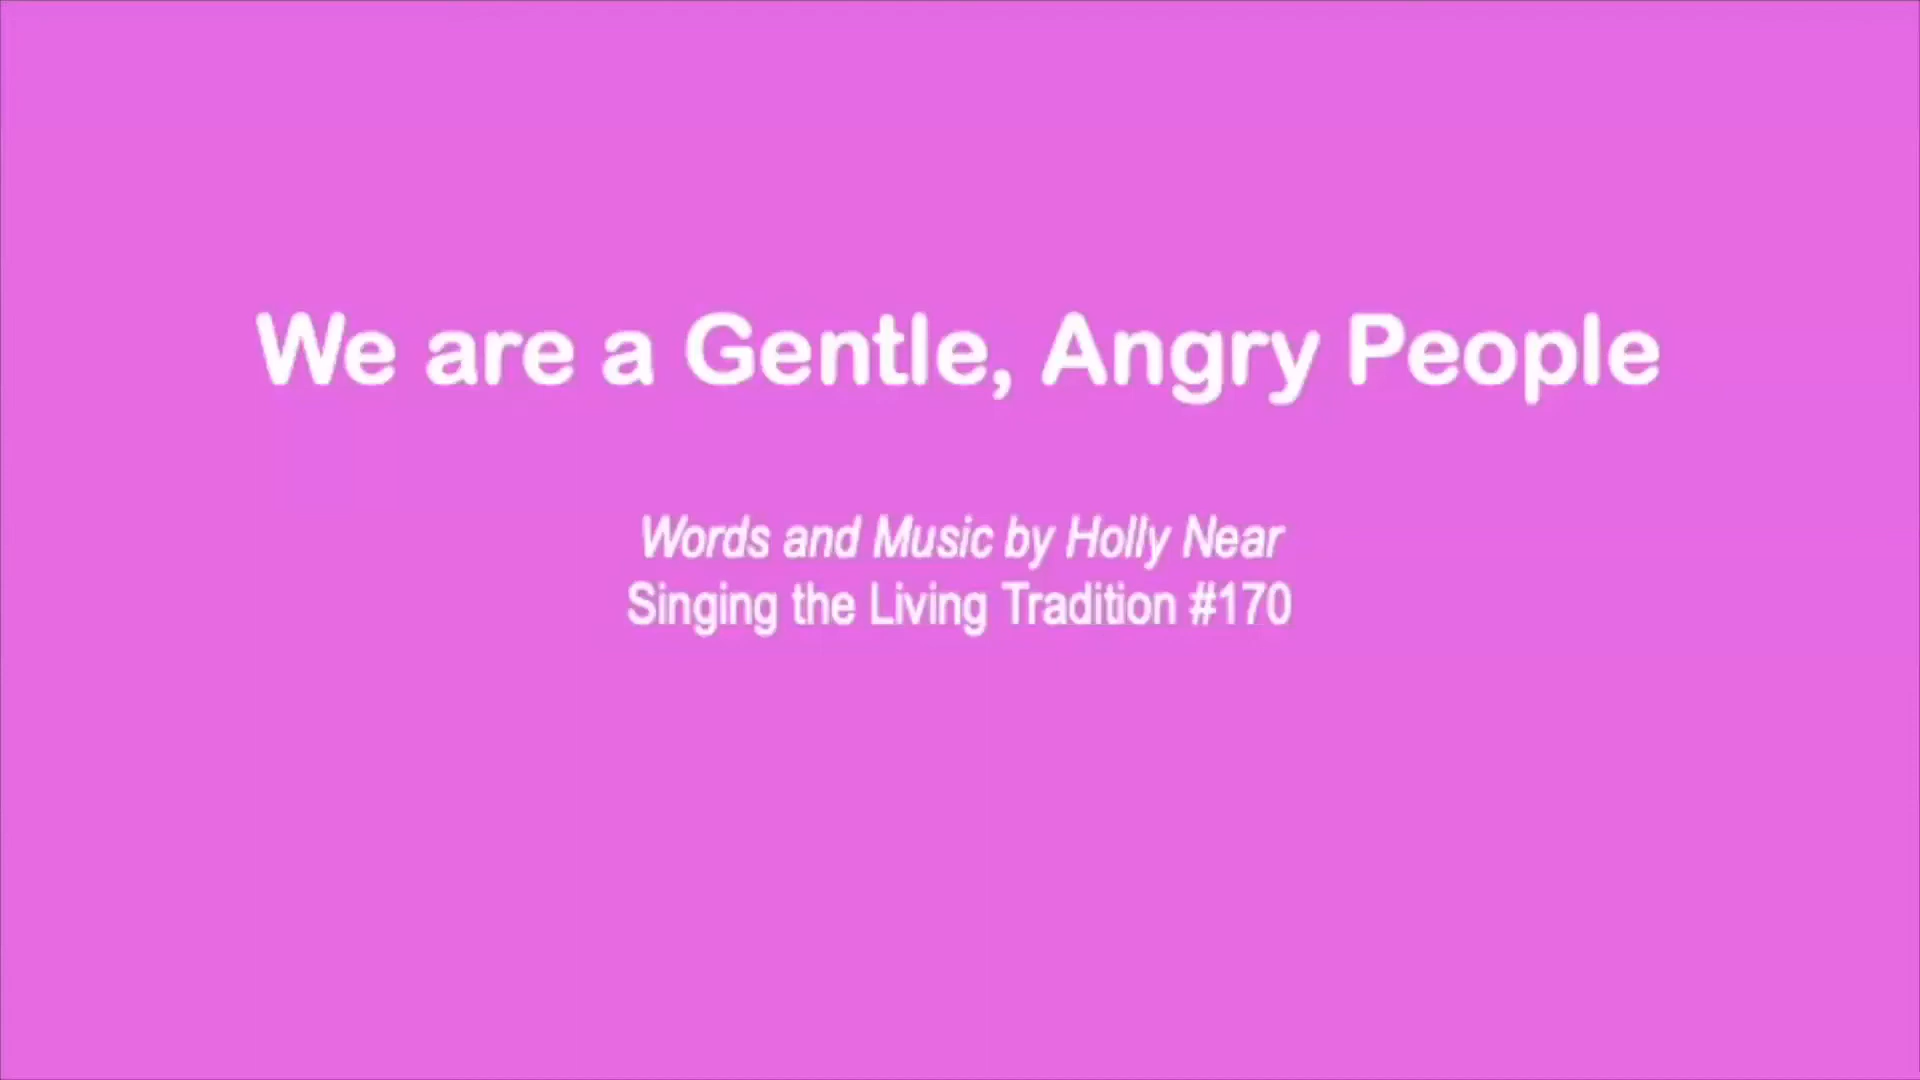 We are a Gentle, Angry People
Words and Music by Holly Near
Singing the Living Tradition #170